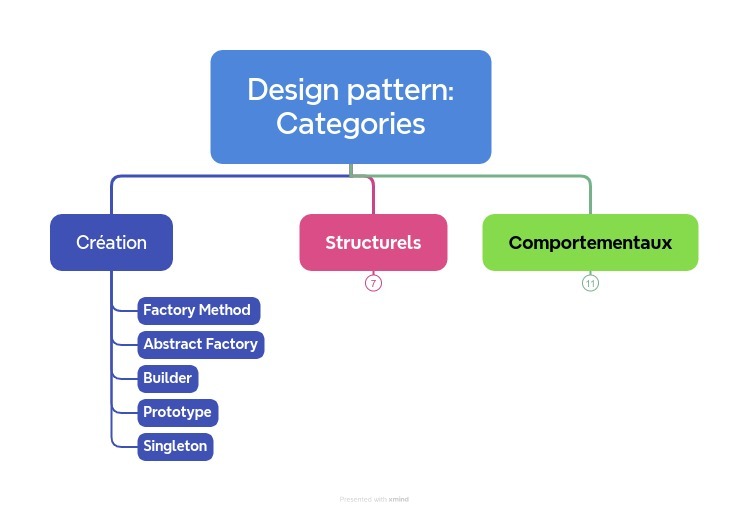 Design pattern:
Categories
Création
Structurels
Comportementaux
7
11
Factory Method
Abstract Factory
Builder
Prototype
Singleton
Presented with xmind